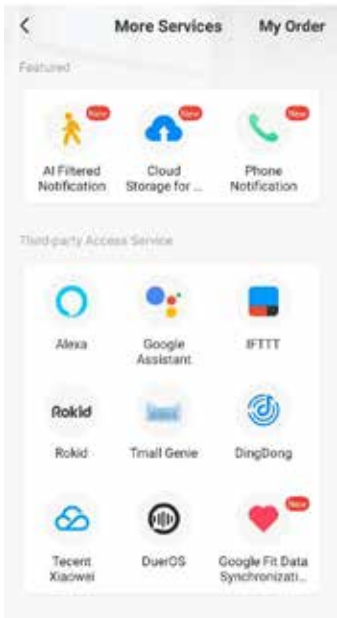 More Services My Order
Featured
New New New
AI Filtered Cloud Phone
Notification Storage for ... Notification
Third-party Access Service
Alexa Google IFTTT
Assistant
Rokid
Rokid Tmall Genie DingDong
New
Tecent DuerOS Google Fit Data
Xiaowei Synchronizati...